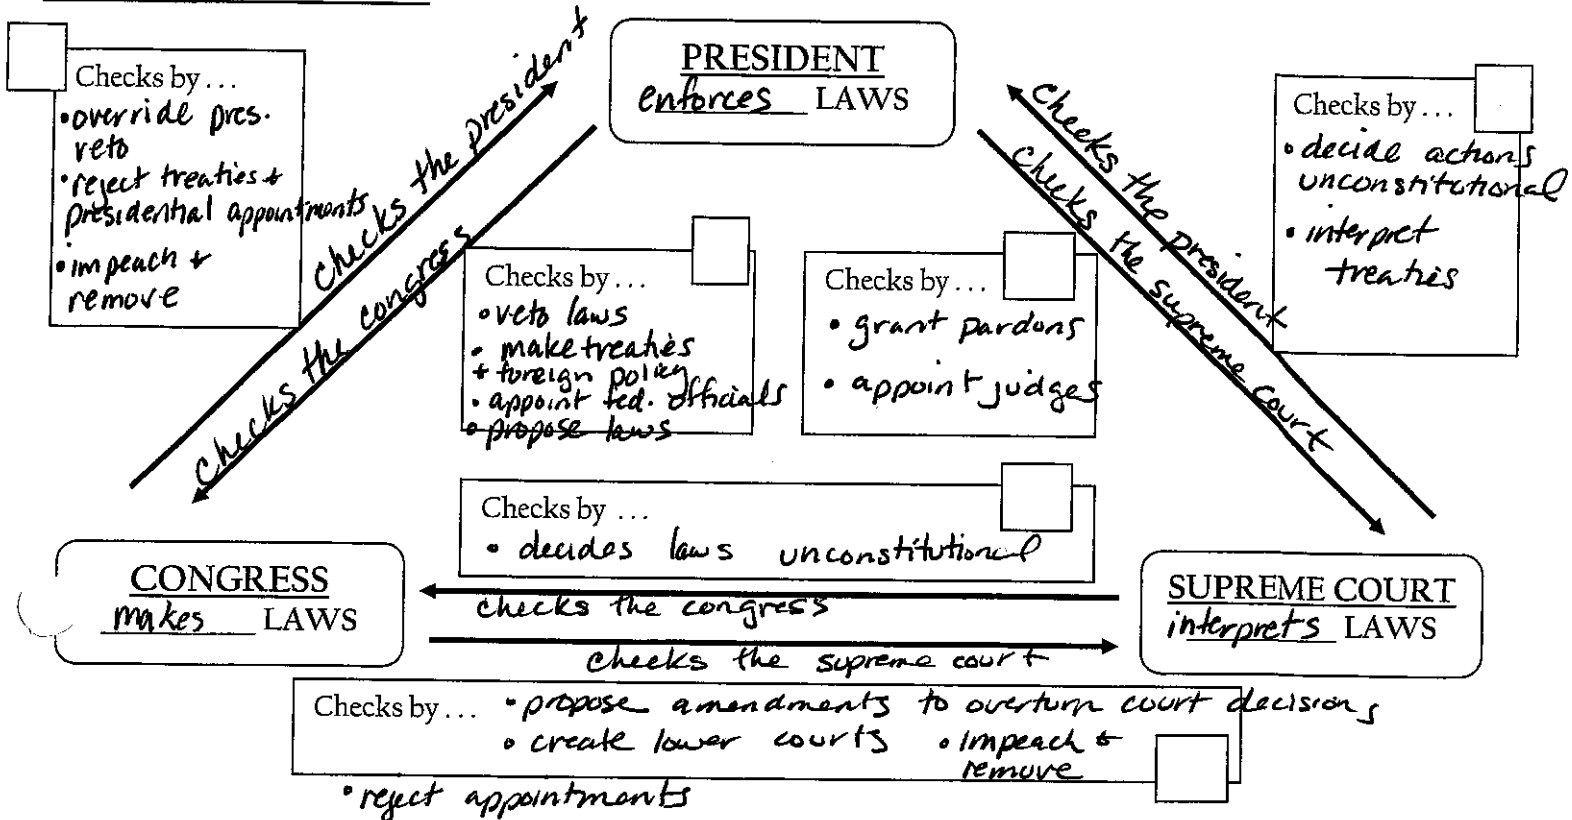 PRESIDENT
enforces LAWS
Checks by ...
• override pres.
veto
• reject treaties +
presidential appointments
• impeach +
remove
checks the president
checks the congress
Checks by ...
• veto laws
• make treaties
+ foreign policy
• appoint fed. officials
• propose laws
Checks by ...
• grant pardons
• appoint judges
checks the president
checks the supreme court
Checks by ...
• decide actions
unconstitutional
• interpret
treaties
Checks by ...
• decides laws unconstitutional
CONGRESS
makes LAWS
checks the congress
checks the supreme court
SUPREME COURT
interprets LAWS
Checks by ... • propose amendments to overturn court decisions
• create lower courts • impeach +
remove
• reject appointments